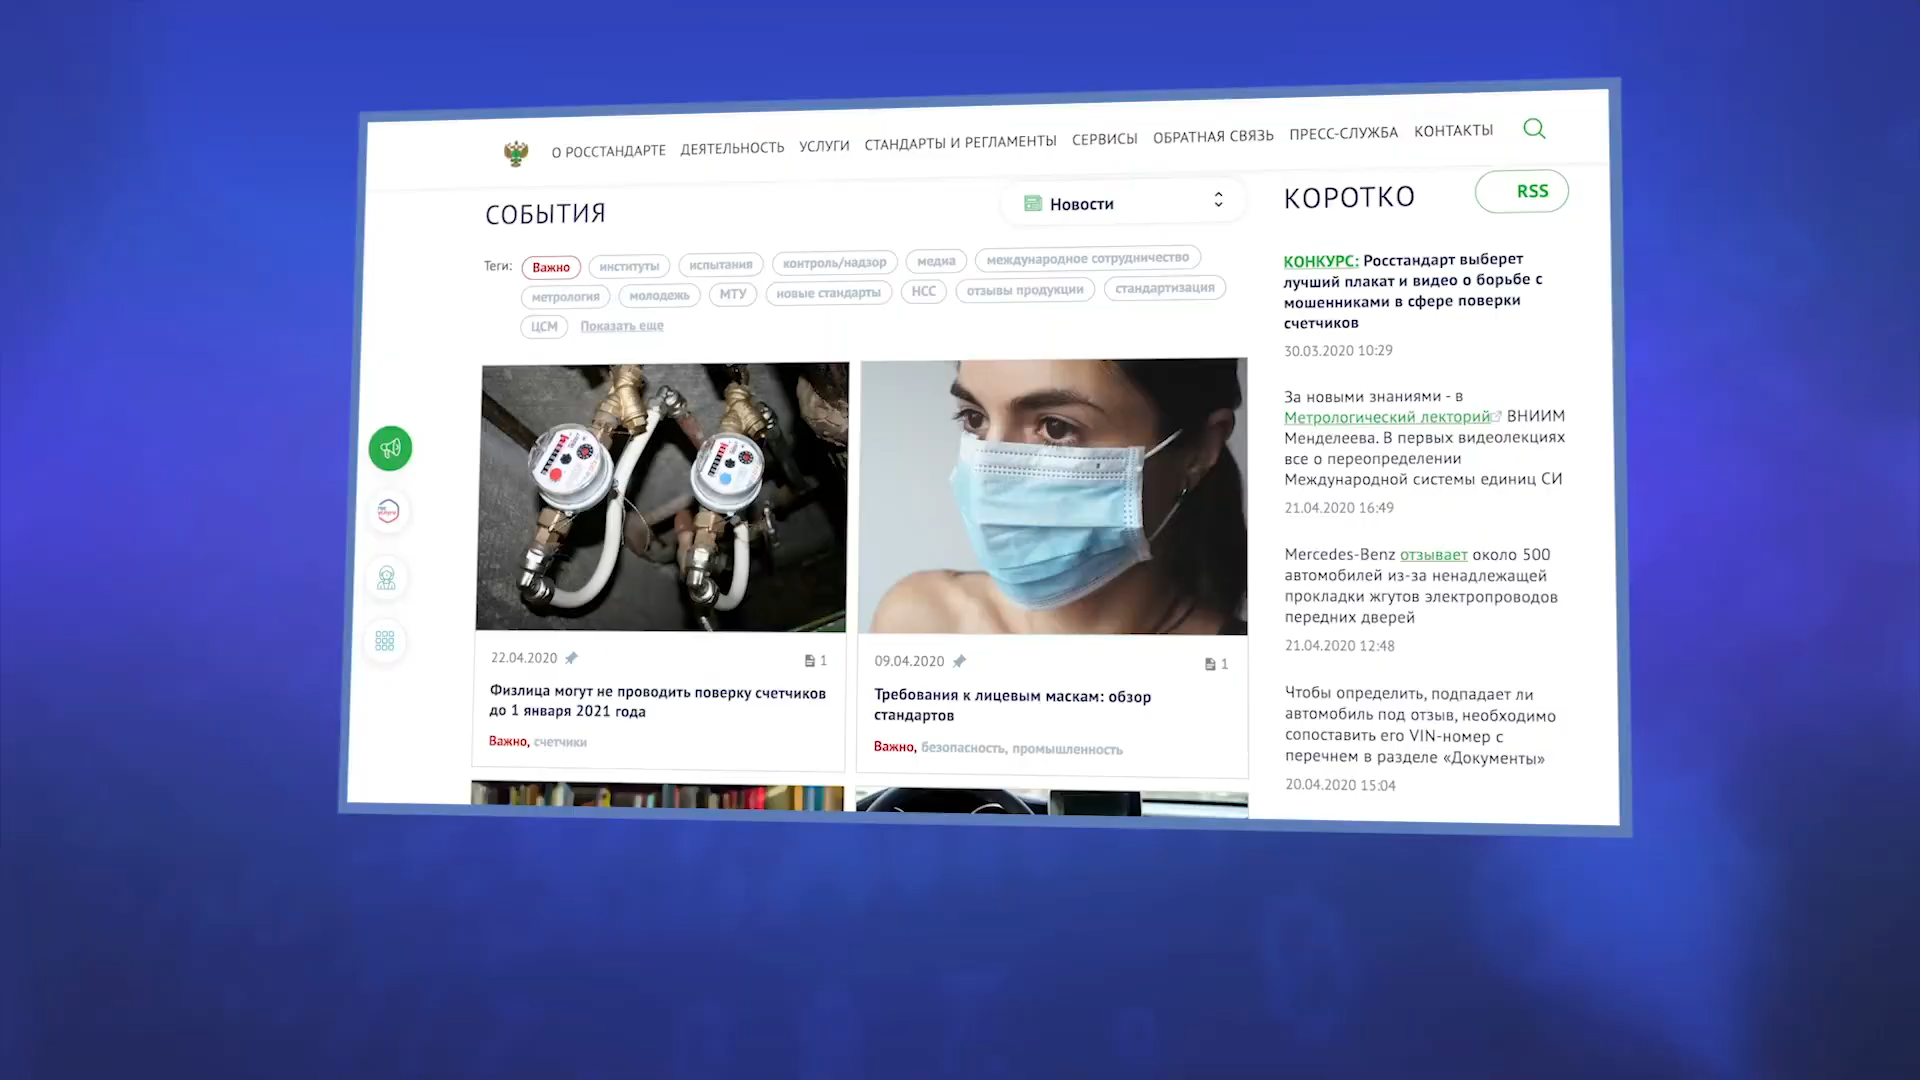 О РОССТАНДАРТЕ ДЕЯТЕЛЬНОСТЬ УСЛУГИ СТАНДАРТЫ И РЕГЛАМЕНТЫ СЕРВИСЫ ОБРАТНАЯ СВЯЗЬ ПРЕСС-СЛУЖБА КОНТАКТЫ
СОБЫТИЯ
Новости
Теги: Важно институты испытания контроль/надзор медиа международное сотрудничество
метрология молодежь МТУ новые стандарты НСС отзывы продукции стандартизация
ЦСМ Показать еще
22.04.2020 1
Физлица могут не проводить поверку счетчиков
до 1 января 2021 года
Важно, счетчики
09.04.2020 1
Требования к лицевым маскам: обзор
стандартов
Важно, безопасность, промышленность
КОРОТКО
RSS
КОНКУРС: Росстандарт выберет
лучший плакат и видео о борьбе с
мошенниками в сфере поверки
счетчиков
30.03.2020 10:29
За новыми знаниями - в
Метрологический лекторий ВНИИМ
Менделеева. В первых видеолекциях
все о переопределении
Международной системы единиц СИ
21.04.2020 16:49
Mercedes-Benz отзывает около 500
автомобилей из-за ненадлежащей
прокладки жгутов электропроводов
передних дверей
21.04.2020 12:48
Чтобы определить, подпадает ли
автомобиль под отзыв, необходимо
сопоставить его VIN-номер с
перечнем в разделе «Документы»
20.04.2020 15:04